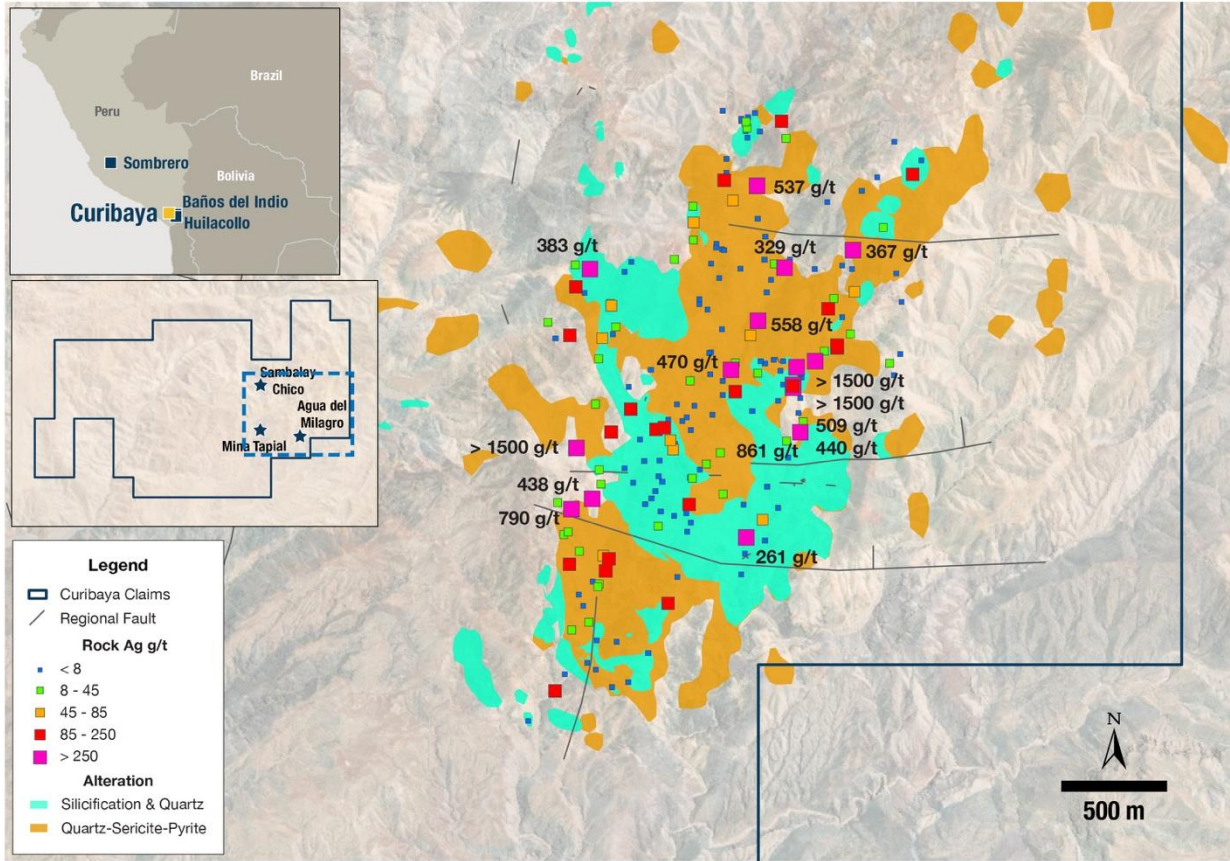 Brazil
Peru
Sombrero
Bolivia
Baños del Indio
Curibaya
Huilacollo
Sambalay
Chico
Agua del
Milagro
Mina Tapial
537 g/t
383 g/t
329 g/t
367 g/t
558 g/t
470 g/t
> 1500 g/t
> 1500 g/t
509 g/t
861 g/t
440 g/t
> 1500 g/t
438 g/t
790 g/t
261 g/t
Legend
Curibaya Claims
Regional Fault
Rock Ag g/t
< 8
8 - 45
45 - 85
85 - 250
> 250
Alteration
Silicification & Quartz
Quartz-Sericite-Pyrite
N
500 m